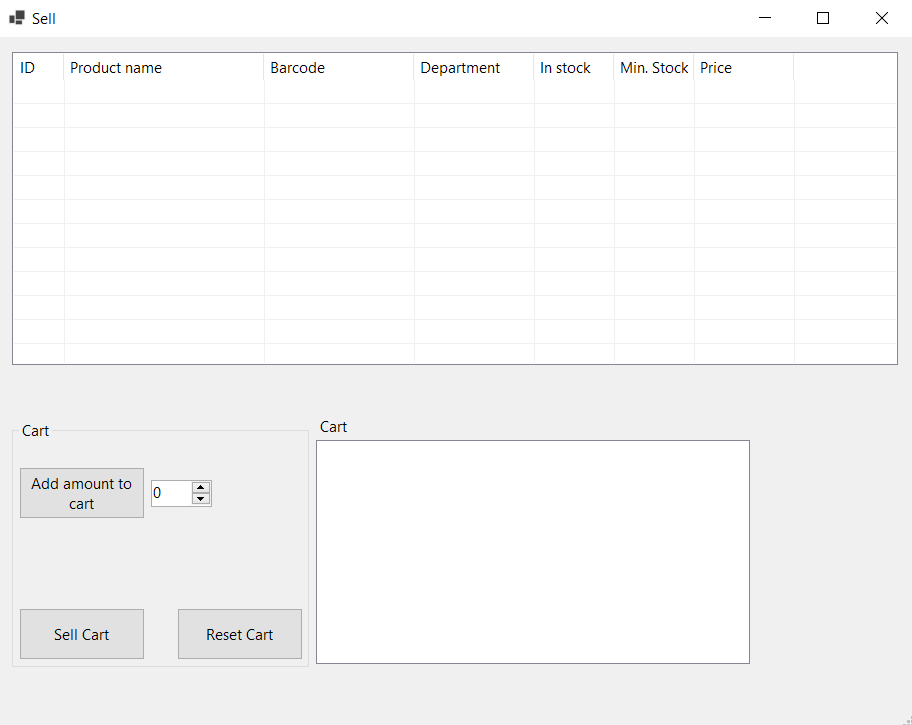 Sell
ID Product name Barcode Department In stock Min. Stock Price
Cart
Add amount to
cart
0
Sell Cart Reset Cart
Cart